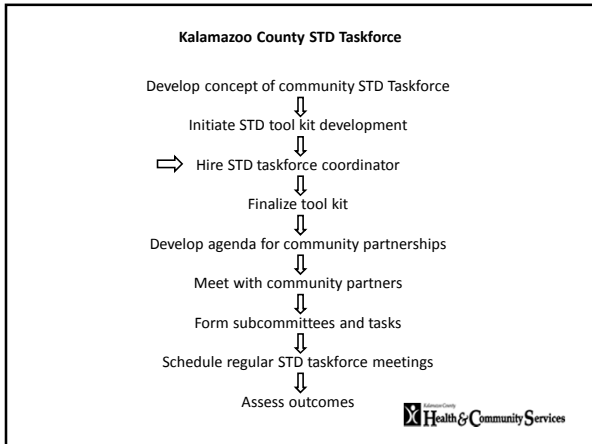 Kalamazoo County STD Taskforce
Develop concept of community STD Taskforce
Initiate STD tool kit development
Hire STD taskforce coordinator
Finalize tool kit
Develop agenda for community partnerships
Meet with community partners
Form subcommittees and tasks
Schedule regular STD taskforce meetings
Assess outcomes
Kalamazoo County
Health & Community Services